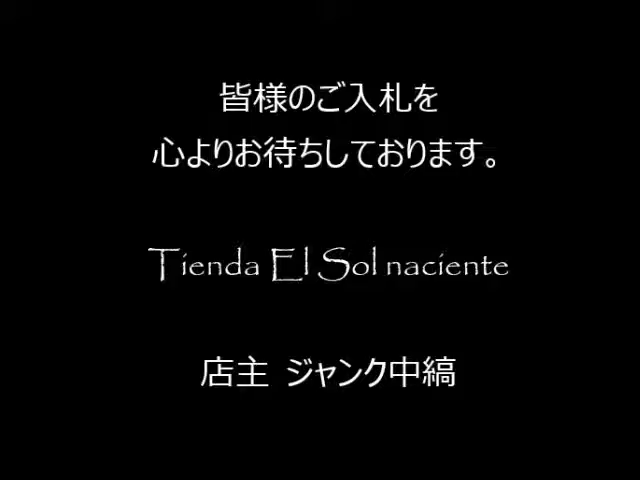 皆様のご入札を
心よりお待ちしております。
Tienda El Sol naciente
店主 ジャンク中縞